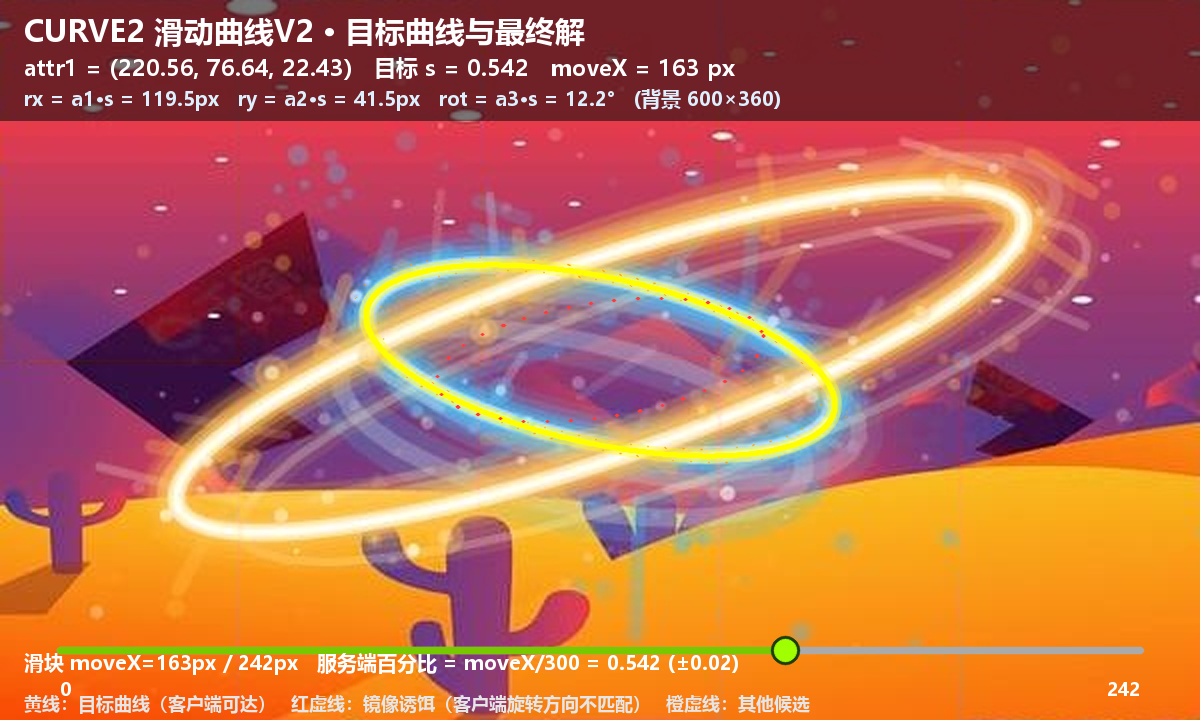 CURVE2 滑动曲线V2 • 目标曲线与最终解
attr1 = (220.56, 76.64, 22.43)   目标 s = 0.542   moveX = 163 px
rx = a1•s = 119.5px   ry = a2•s = 41.5px   rot = a3•s = 12.2°   (背景 600×360)
滑块 moveX=163px / 242px   服务端百分比 = moveX/300 = 0.542 (±0.02)
0
242
黄线：目标曲线（客户端可达）   红虚线：镜像诱饵（客户端旋转方向不匹配）   橙虚线：其他候选